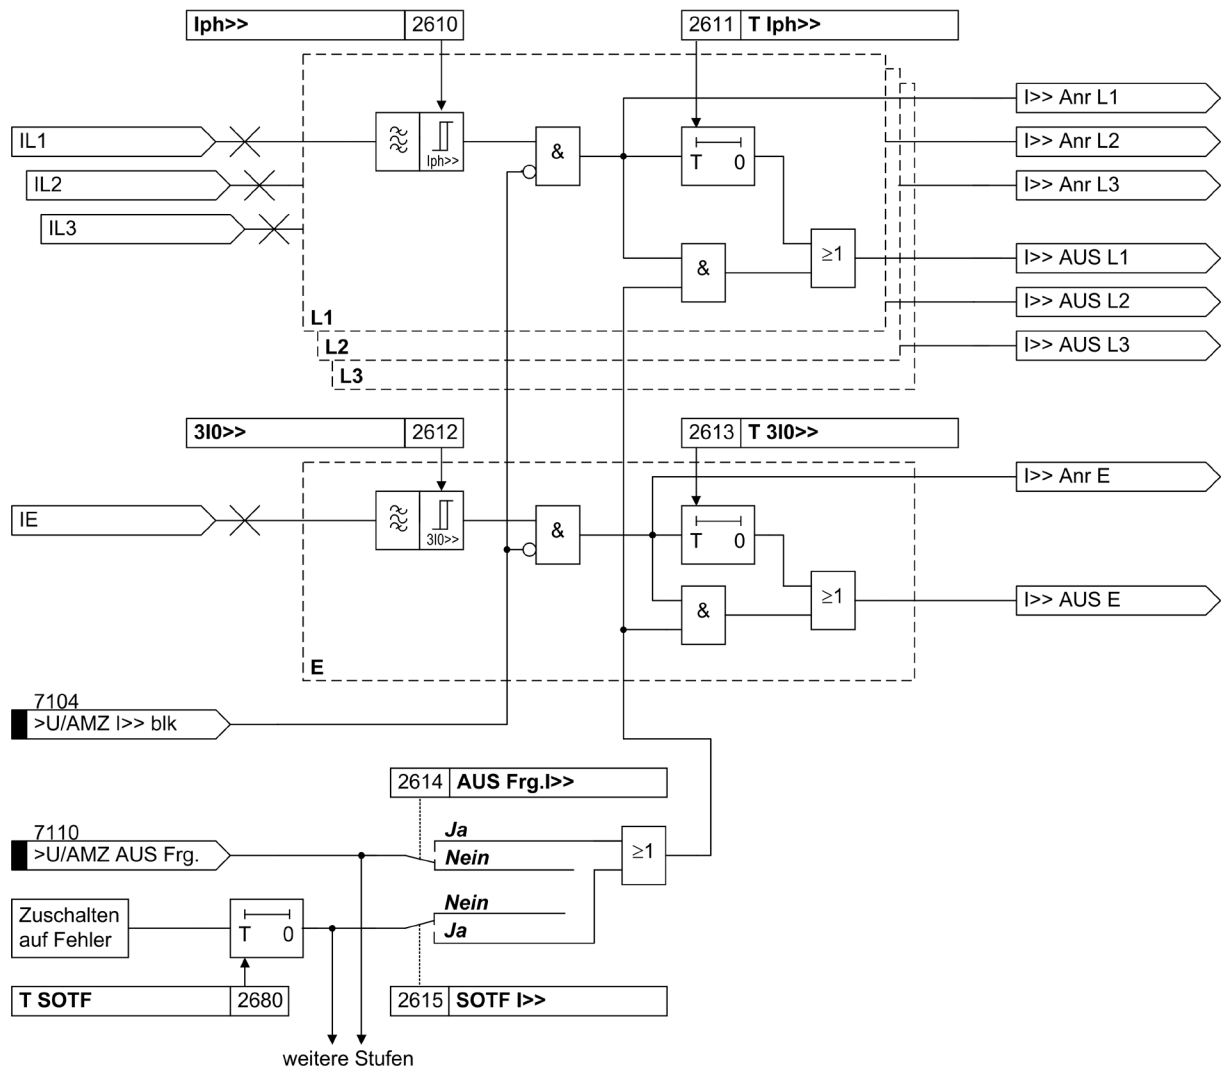 Iph>> 2610
2611 T Iph>>
I>> Anr L1
IL1
Iph>>
&
T 0
I>> Anr L2
IL2
I>> Anr L3
IL3
&
≥1
I>> AUS L1
I>> AUS L2
L1
L2
I>> AUS L3
L3
3I0>> 2612
2613 T 3I0>>
I>> Anr E
IE
3I0>>
&
T 0
&
≥1
I>> AUS E
E
7104
>U/AMZ I>> blk
2614 AUS Frg.I>>
7110
>U/AMZ AUS Frg.
Ja
Nein
≥1
Zuschalten
auf Fehler
T 0
Nein
Ja
T SOTF 2680
2615 SOTF I>>
weitere Stufen